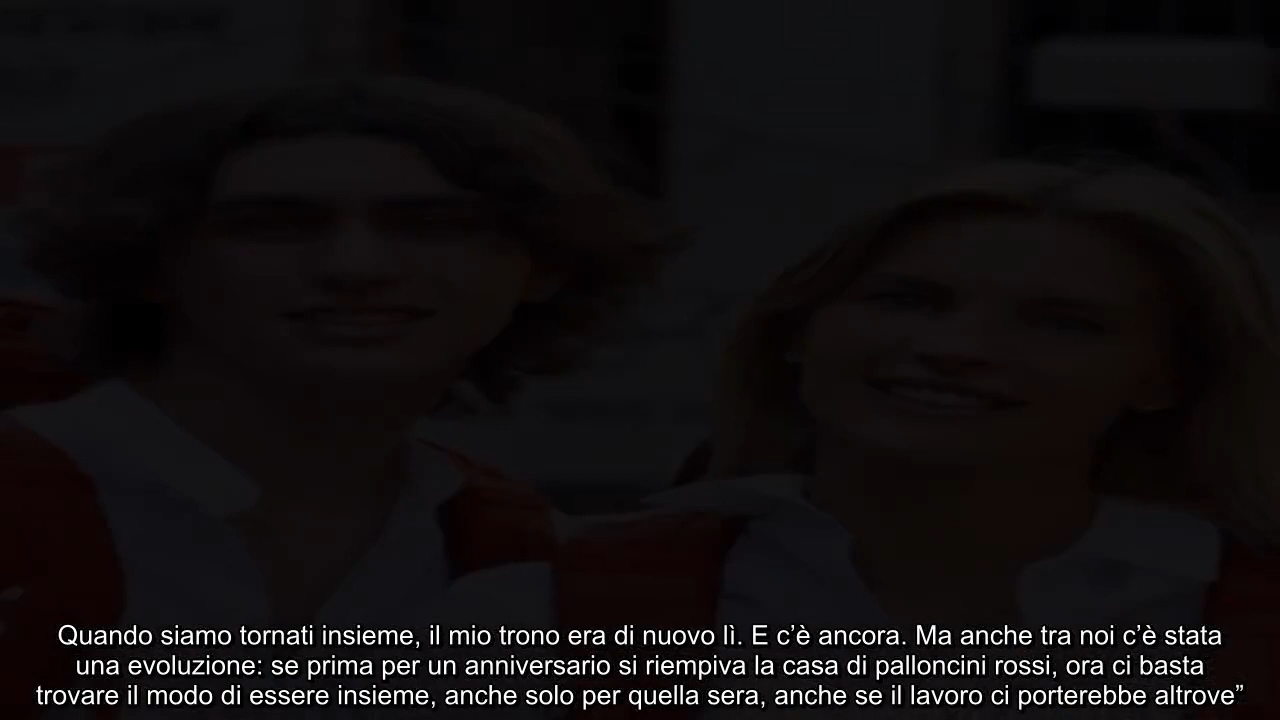 Quando siamo tornati insieme, il mio trono era di nuovo lì. E c’è ancora. Ma anche tra noi c’è stata
una evoluzione: se prima per un anniversario si riempiva la casa di palloncini rossi, ora ci basta
trovare il modo di essere insieme, anche solo per quella sera, anche se il lavoro ci porterebbe altrove”